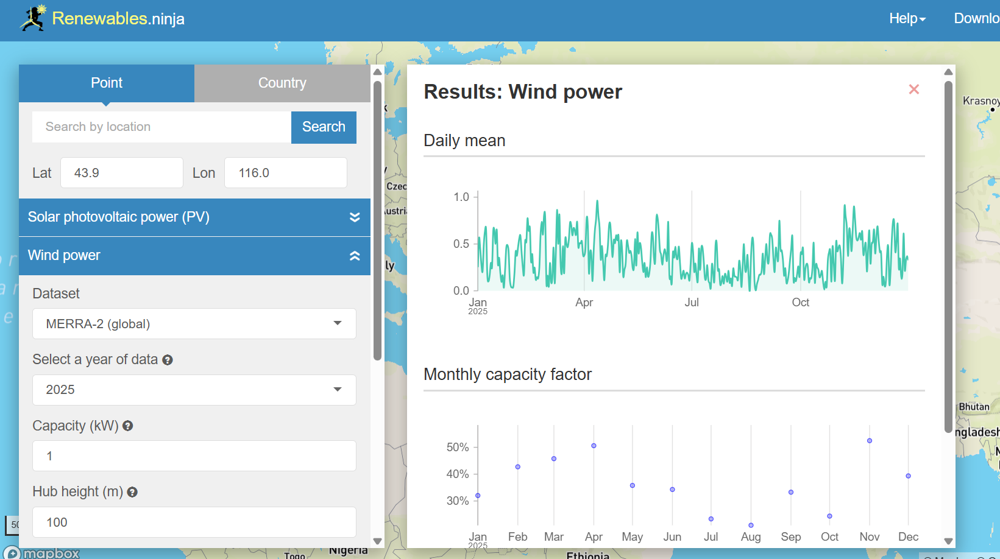 Renewables.ninja
Help
Downlo
Point
Country
Search by location
Search
Lat
43.9
Lon
116.0
Solar photovoltaic power (PV)
Wind power
Dataset
MERRA-2 (global)
Select a year of data ?
2025
Capacity (kW) ?
1
Hub height (m) ?
100
Results: Wind power
×
Daily mean
1.0
0.5
0.0
Jan
2025
Apr
Jul
Oct
Monthly capacity factor
50%
40%
30%
Jan
2025
Feb
Mar
Apr
May
Jun
Jul
Aug
Sep
Oct
Nov
Dec
Krasnoy
Czec
ustri
ly
Bhutan
ngladesh
50
mapbox
Togo
Nigeria
Ethiopia